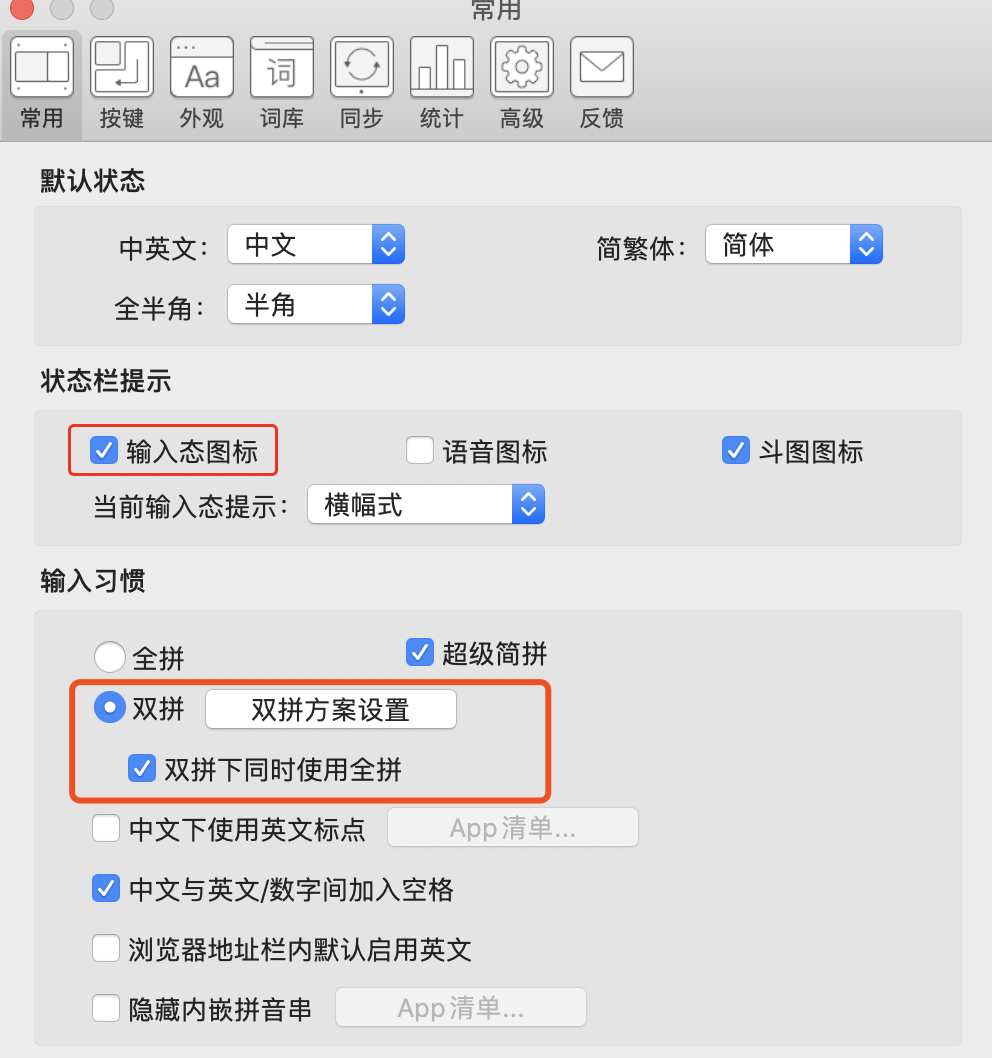 常用
Aa 词
常用 按键 外观 词库 同步 统计 高级 反馈
默认状态
中英文： 中文 简繁体： 简体
全半角： 半角
状态栏提示
输入态图标 语音图标 斗图图标
当前输入态提示： 横幅式
输入习惯
全拼 超级简拼
双拼 双拼方案设置
双拼下同时使用全拼
中文下使用英文标点 App 清单...
中文与英文/数字间加入空格
浏览器地址栏内默认启用英文
隐藏内嵌拼音串 App 清单...